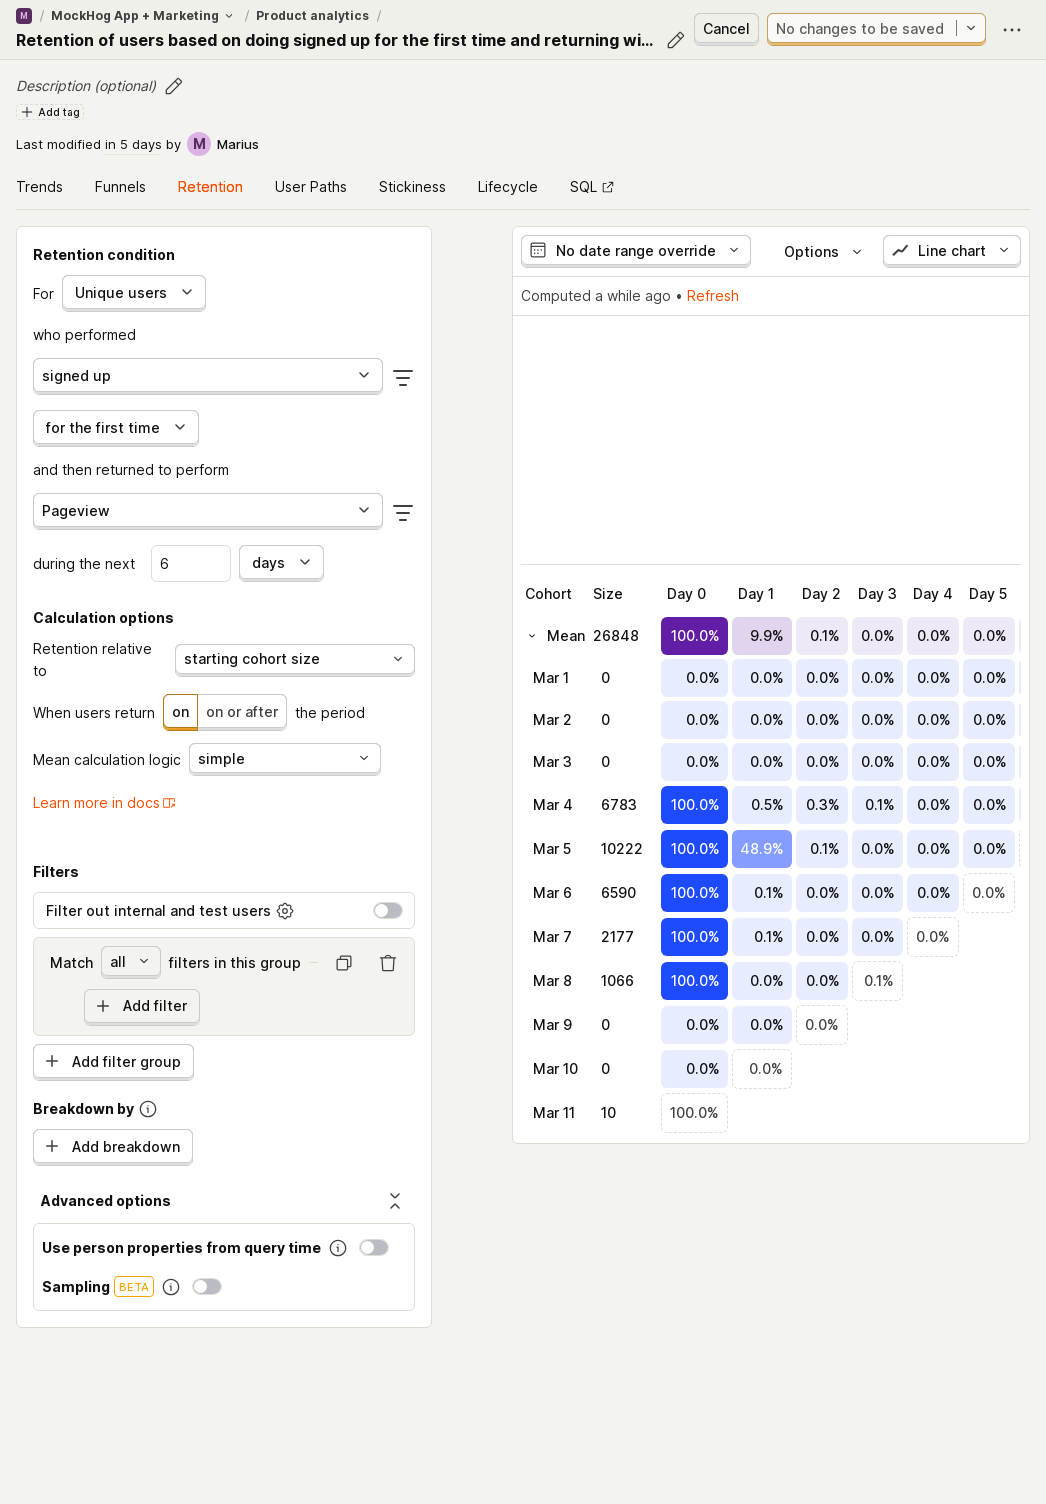 M / MockHog App + Marketing / Product analytics /
Retention of users based on doing signed up for the first time and returning wi...
Cancel
No changes to be saved
Description (optional)
Add tag
Last modified in 5 days by M Marius
Trends Funnels Retention User Paths Stickiness Lifecycle SQL
Retention condition
For Unique users
who performed
signed up
for the first time
and then returned to perform
Pageview
during the next 6 days
Calculation options
Retention relative
to
starting cohort size
When users return on on or after the period
Mean calculation logic simple
Learn more in docs
Filters
Filter out internal and test users
Match all filters in this group
Add filter
Add filter group
Breakdown by
Add breakdown
Advanced options
Use person properties from query time
Sampling BETA
No date range override Options Line chart
Computed a while ago • Refresh
Cohort Size Day 0 Day 1 Day 2 Day 3 Day 4 Day 5
Mean 26848 100.0% 9.9% 0.1% 0.0% 0.0% 0.0%
Mar 1 0 0.0% 0.0% 0.0% 0.0% 0.0% 0.0%
Mar 2 0 0.0% 0.0% 0.0% 0.0% 0.0% 0.0%
Mar 3 0 0.0% 0.0% 0.0% 0.0% 0.0% 0.0%
Mar 4 6783 100.0% 0.5% 0.3% 0.1% 0.0% 0.0%
Mar 5 10222 100.0% 48.9% 0.1% 0.0% 0.0% 0.0%
Mar 6 6590 100.0% 0.1% 0.0% 0.0% 0.0% 0.0%
Mar 7 2177 100.0% 0.1% 0.0% 0.0% 0.0%
Mar 8 1066 100.0% 0.0% 0.0% 0.1%
Mar 9 0 0.0% 0.0% 0.0%
Mar 10 0 0.0% 0.0%
Mar 11 10 100.0%